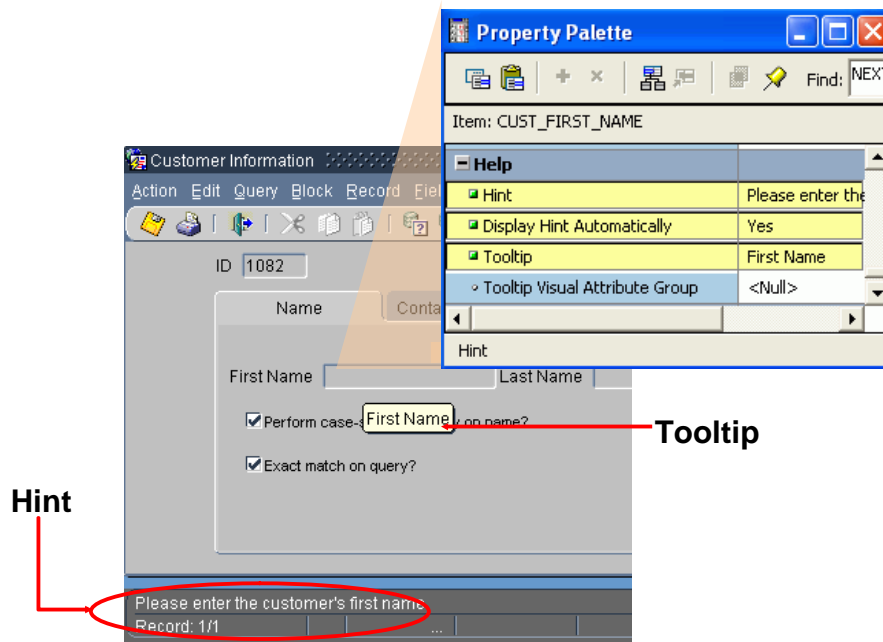 Property Palette
Find: NEXT
Item: CUST_FIRST_NAME
Help
Hint Please enter the
Display Hint Automatically Yes
Tooltip First Name
Tooltip Visual Attribute Group <Null>
Hint
Customer Information
Action Edit Query Block Record Fiel
ID 1082
Name Conta
First Name Last Name
Perform case-s First Name y on name?
Tooltip
Exact match on query?
Hint
Please enter the customer's first name
Record: 1/1 ...